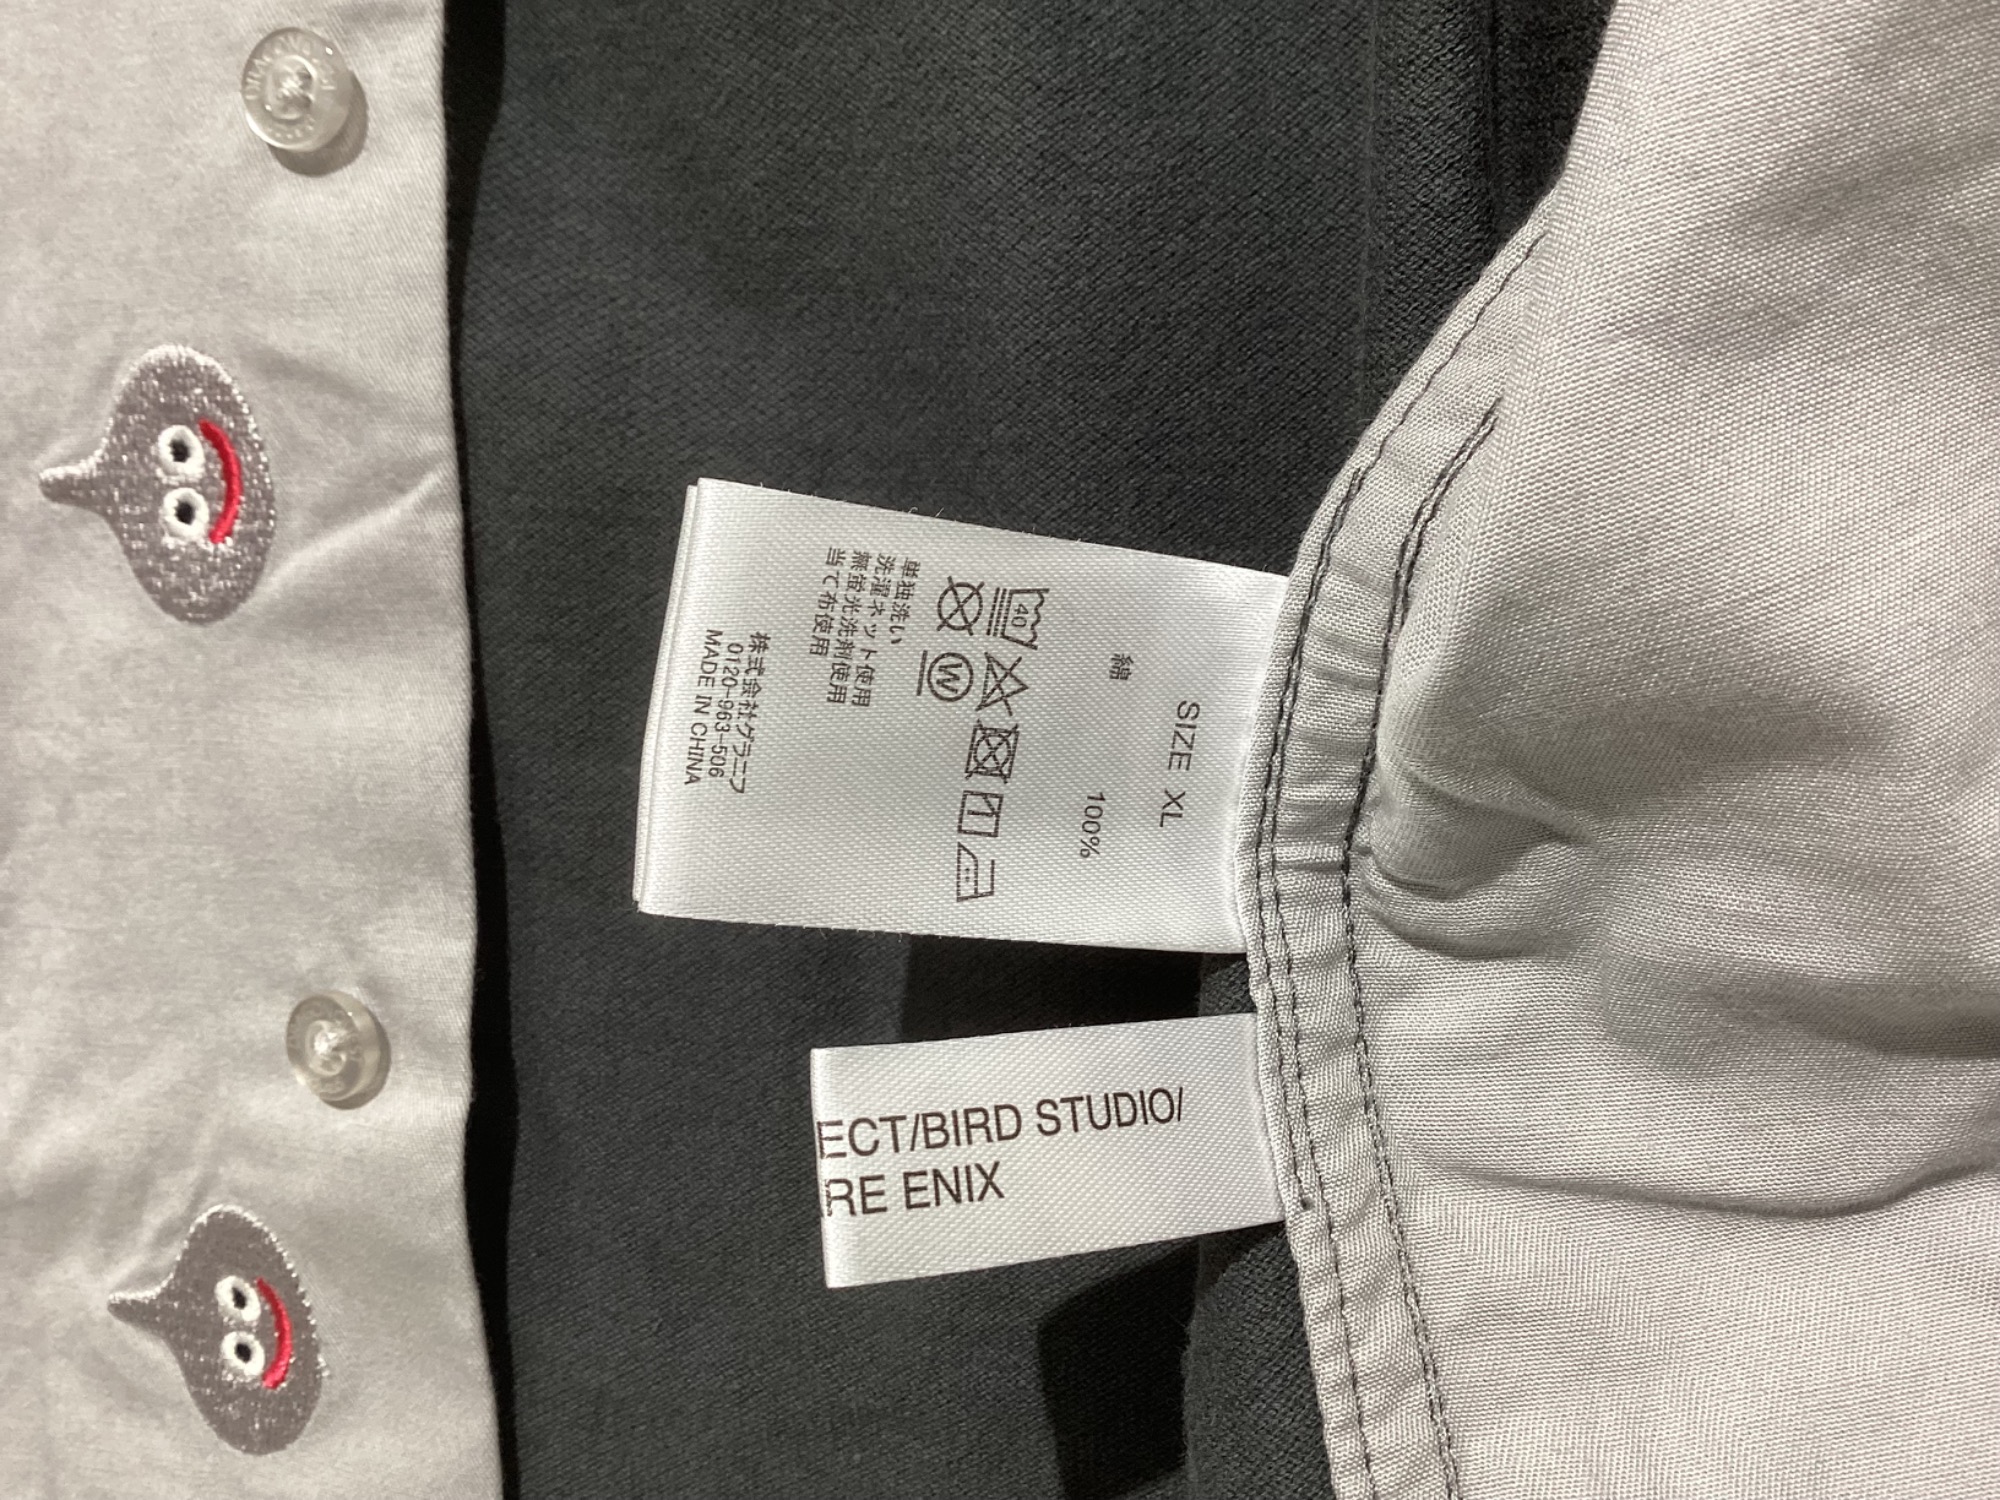 SIZE XL
綿 100%
40
W
単独洗い
洗濯ネット使用
無蛍光洗剤使用
当て布使用
株式会社グラニフ
0120-963-506
MADE IN CHINA
ECT/BIRD STUDIO/
RE ENIX